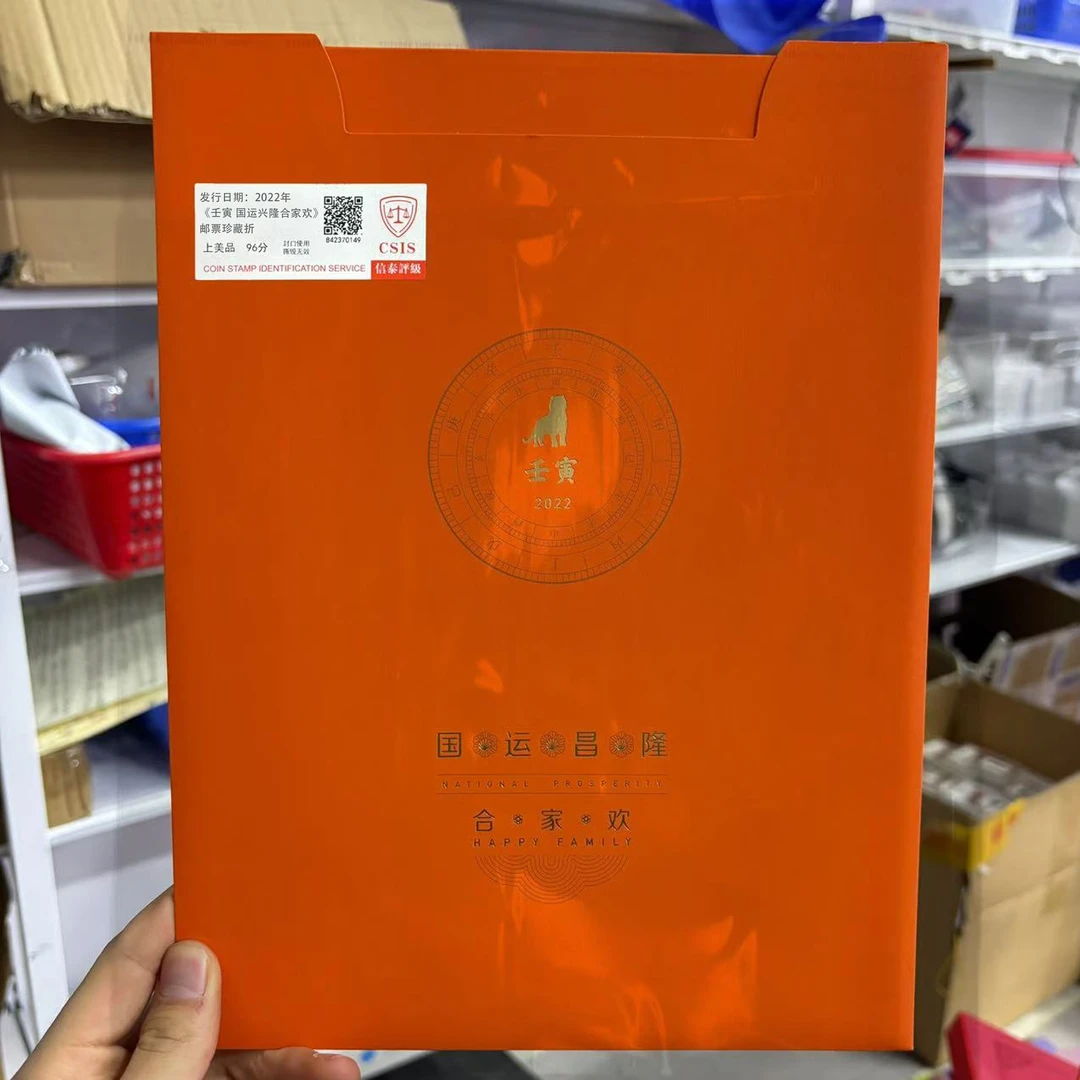 发行日期：2022年
《壬寅 国运兴隆合家欢》
邮票珍藏折
上美品 96分
封门使用
撕毁无效
B42370149
CSIS
COIN STAMP IDENTIFICATION SERVICE
信泰評級
壬寅
2022
国运昌隆
NATIONAL PROSPERITY
合家欢
HAPPY FAMILY